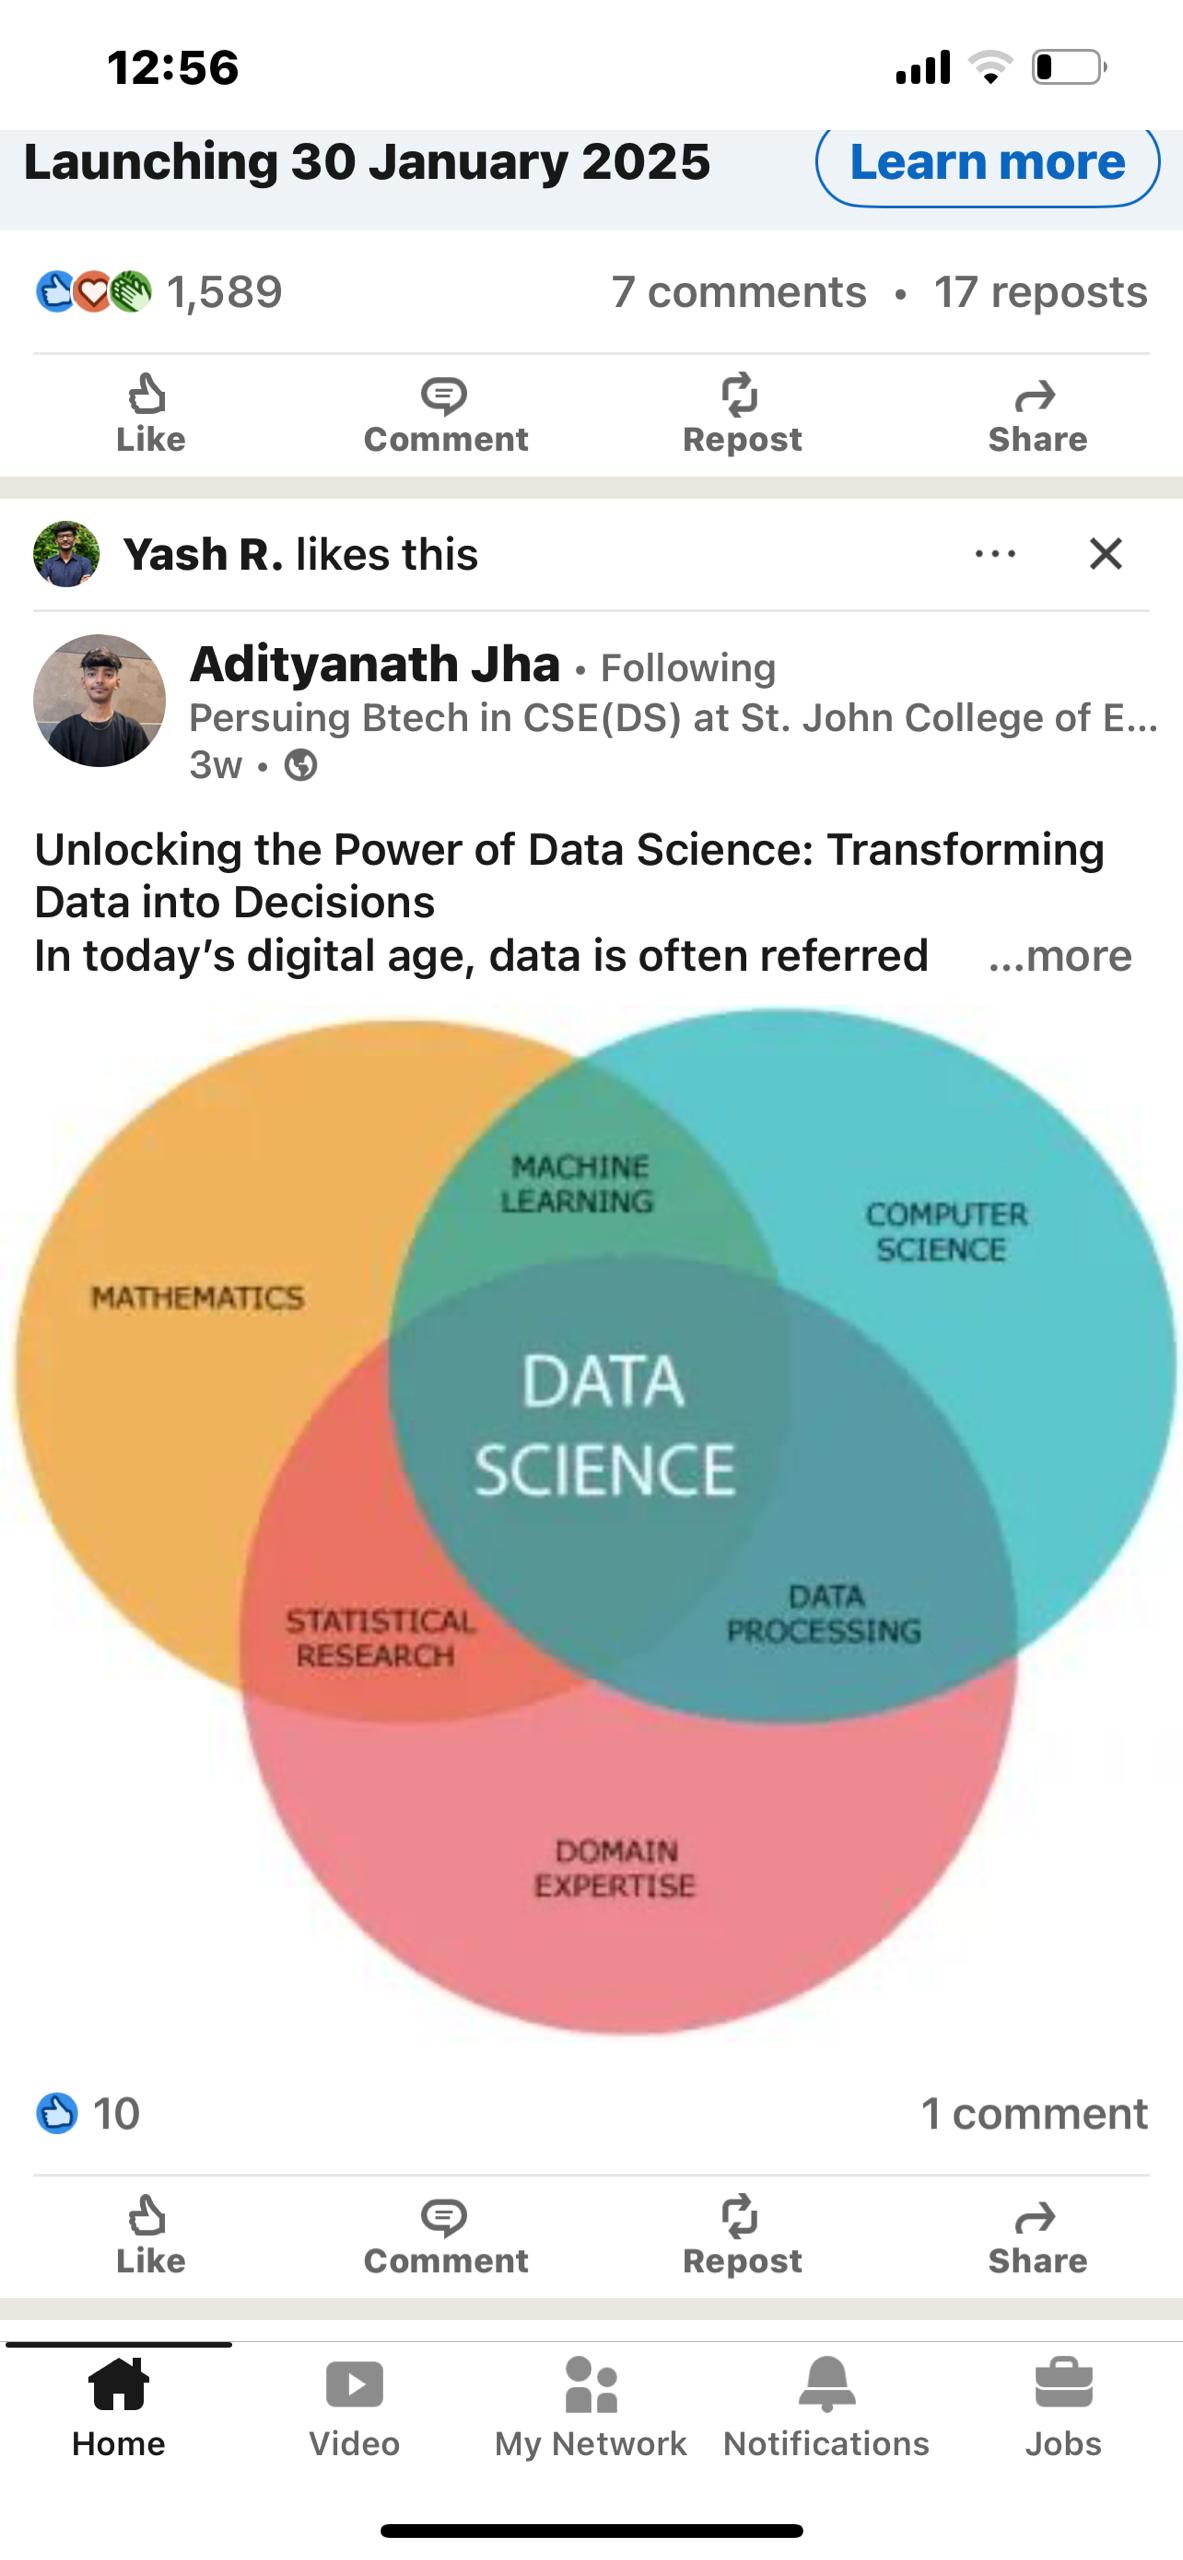 12:56
Launching 30 January 2025
Learn more
1,589
7 comments • 17 reposts
Like
Comment
Repost
Share
Yash R. likes this
Adityanath Jha • Following
Persuing Btech in CSE(DS) at St. John College of E...
3w •
Unlocking the Power of Data Science: Transforming
Data into Decisions
In today’s digital age, data is often referred ...more
MACHINE
LEARNING
COMPUTER
SCIENCE
MATHEMATICS
DATA
SCIENCE
STATISTICAL
RESEARCH
DATA
PROCESSING
DOMAIN
EXPERTISE
10
1 comment
Like
Comment
Repost
Share
Home
Video
My Network
Notifications
Jobs